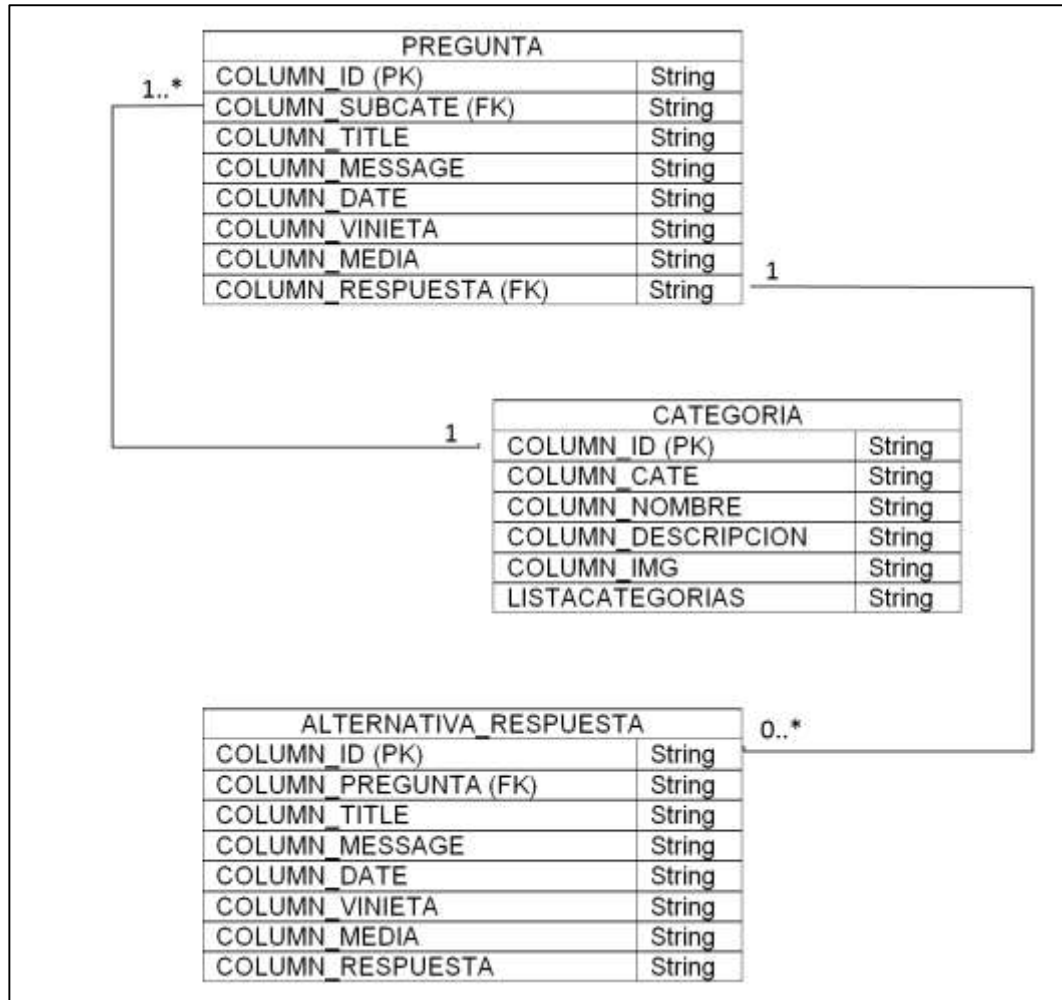 PREGUNTA
COLUMN_ID (PK) String
1..*
COLUMN_SUBCATE (FK) String
COLUMN_TITLE String
COLUMN_MESSAGE String
COLUMN_DATE String
COLUMN_VINIETA String
COLUMN_MEDIA String
1
COLUMN_RESPUESTA (FK) String
CATEGORIA
1
COLUMN_ID (PK) String
COLUMN_CATE String
COLUMN_NOMBRE String
COLUMN_DESCRIPCION String
COLUMN_IMG String
LISTACATEGORIAS String
ALTERNATIVA_RESPUESTA
0..*
COLUMN_ID (PK) String
COLUMN_PREGUNTA (FK) String
COLUMN_TITLE String
COLUMN_MESSAGE String
COLUMN_DATE String
COLUMN_VINIETA String
COLUMN_MEDIA String
COLUMN_RESPUESTA String